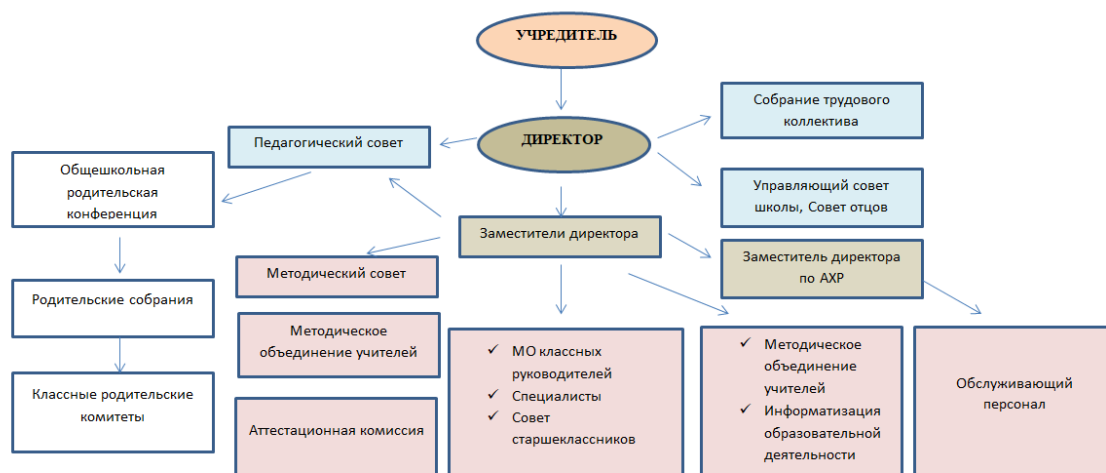 УЧРЕДИТЕЛЬ
Собрание трудового
коллектива
ДИРЕКТОР
Педагогический совет
Общешкольная
родительская
конференция
Управляющий совет
школы, Совет отцов
Заместители директора
Заместитель директора
по АХР
Методический совет
Родительские собрания
Методическое
объединение учителей
✓ МО классных
руководителей
✓ Специалисты
✓ Совет
старшеклассников
✓ Методическое
объединение
учителей
✓ Информатизация
образовательной
деятельности
Обслуживающий
персонал
Классные родительские
комитеты
Аттестационная комиссия